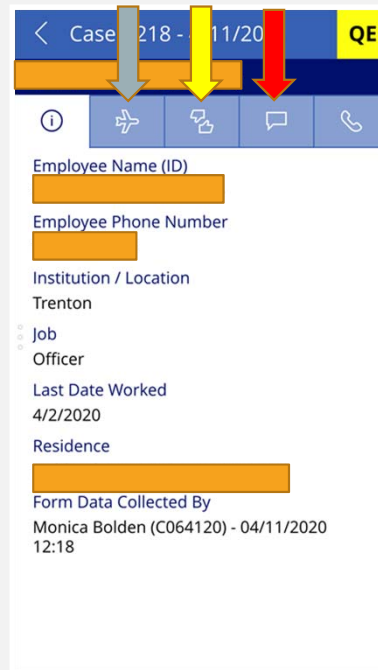 Case 218 - 11/20 QE
Employee Name (ID)
Employee Phone Number
Institution / Location
Trenton
Job
Officer
Last Date Worked
4/2/2020
Residence
Form Data Collected By
Monica Bolden (C064120) - 04/11/2020
12:18